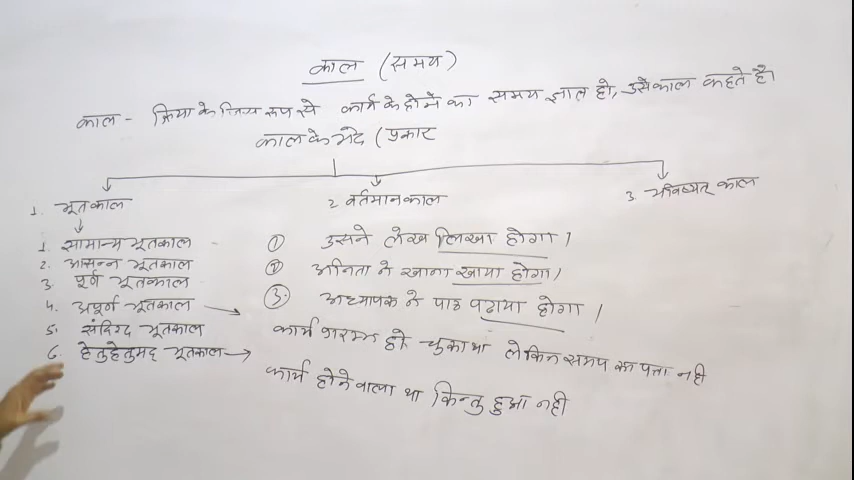 काल (समय)
काल - क्रिया के जिस रूप से कार्य के होने का समय ज्ञात हो, उसे काल कहते है।
काल के भेद (प्रकार
1. भूतकाल
2 वर्तमानकाल
3. भविष्यत् काल
1. सामान्य भूतकाल
2. आसन्न भूतकाल
3. पूर्ण भूतकाल
4. अपूर्ण भूतकाल
5. संदिग्द भूतकाल
6. हेतुहेतुमद् भूतकाल
① उसने लेख लिखा होगा।
② अनिता ने खाना खाया होगा।
③. अध्यापक ने पाठ पढाया होगा।
कार्य आरम्भ हो चुका था लेकिन समय का पता नही
कार्य होने वाला था किन्तु हुआ नही